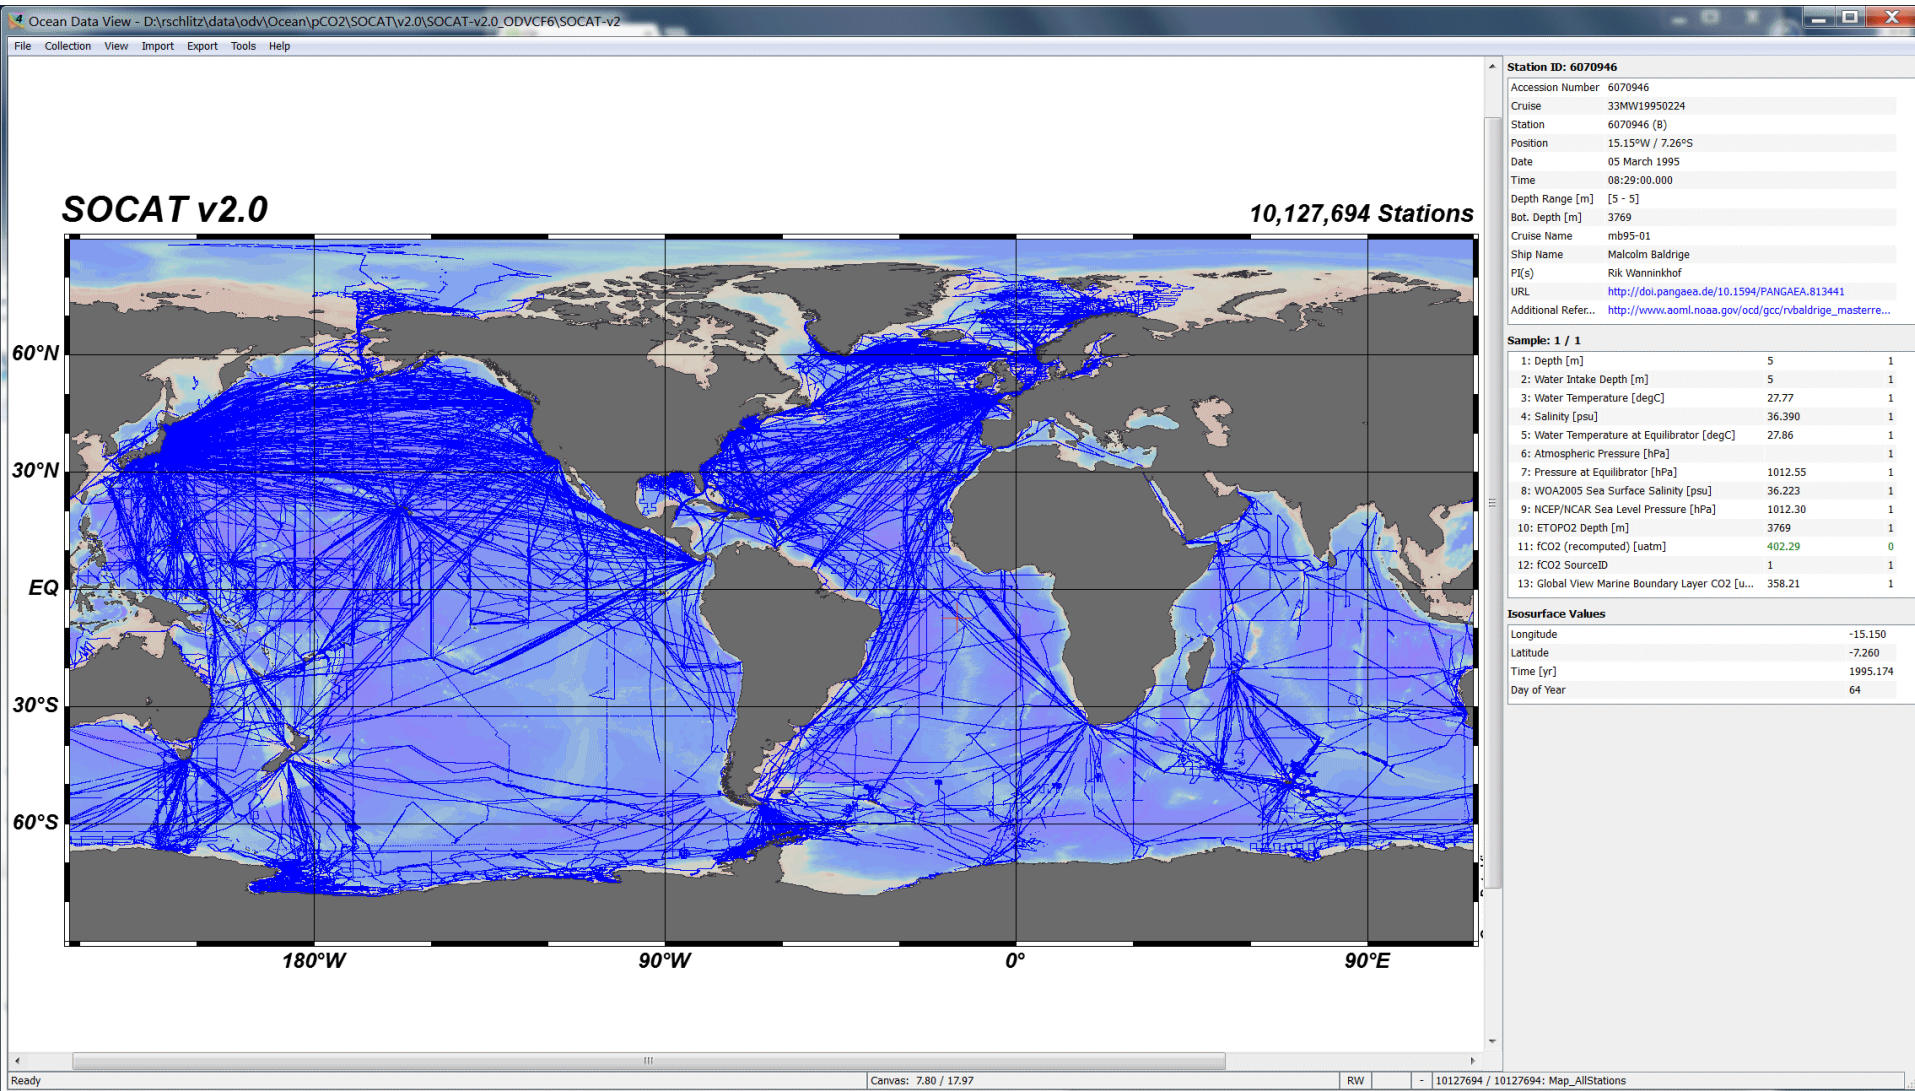 Ocean Data View - D:\rschlitz\data\odv\Ocean\pCO2\SOCAT\v2.0\SOCAT-v2.0_ODVCF6\SOCAT-v2
File Collection View Import Export Tools Help
SOCAT v2.0
10,127,694 Stations
60°N
30°N
EQ
30°S
60°S
180°W 90°W 0° 90°E
Station ID: 6070946
Accession Number 6070946
Cruise 33MW19950224
Station 6070946 (B)
Position 15.15°W / 7.26°S
Date 05 March 1995
Time 08:29:00.000
Depth Range [m] [5 - 5]
Bot. Depth [m] 3769
Cruise Name mb95-01
Ship Name Malcolm Baldrige
PI(s) Rik Wanninkhof
URL http://doi.pangaea.de/10.1594/PANGAEA.813441
Additional Refer... http://www.aoml.noaa.gov/ocd/gcc/rvbaldrige_masterre...
Sample: 1 / 1
1: Depth [m] 5 1
2: Water Intake Depth [m] 5 1
3: Water Temperature [degC] 27.77 1
4: Salinity [psu] 36.390 1
5: Water Temperature at Equilibrator [degC] 27.86 1
6: Atmospheric Pressure [hPa] 1
7: Pressure at Equilibrator [hPa] 1012.55 1
8: WOA2005 Sea Surface Salinity [psu] 36.223 1
9: NCEP/NCAR Sea Level Pressure [hPa] 1012.30 1
10: ETOPO2 Depth [m] 3769 1
11: fCO2 (recomputed) [uatm] 402.29 0
12: fCO2 SourceID 1 1
13: Global View Marine Boundary Layer CO2 [u... 358.21 1
Isosurface Values
Longitude -15.150
Latitude -7.260
Time [yr] 1995.174
Day of Year 64
Ready
Canvas: 7.80 / 17.97
RW
- 10127694 / 10127694: Map_AllStations